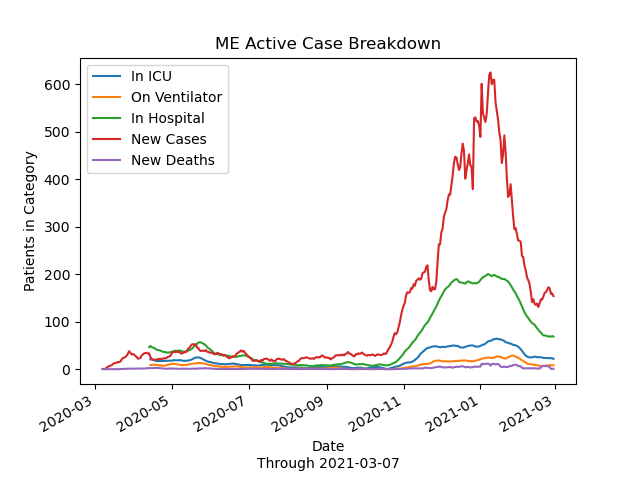 ME Active Case Breakdown
In ICU
On Ventilator
In Hospital
New Cases
New Deaths
Patients in Category
600
500
400
300
200
100
0
2020-03
2020-05
2020-07
2020-09
2020-11
2021-01
2021-03
Date
Through 2021-03-07